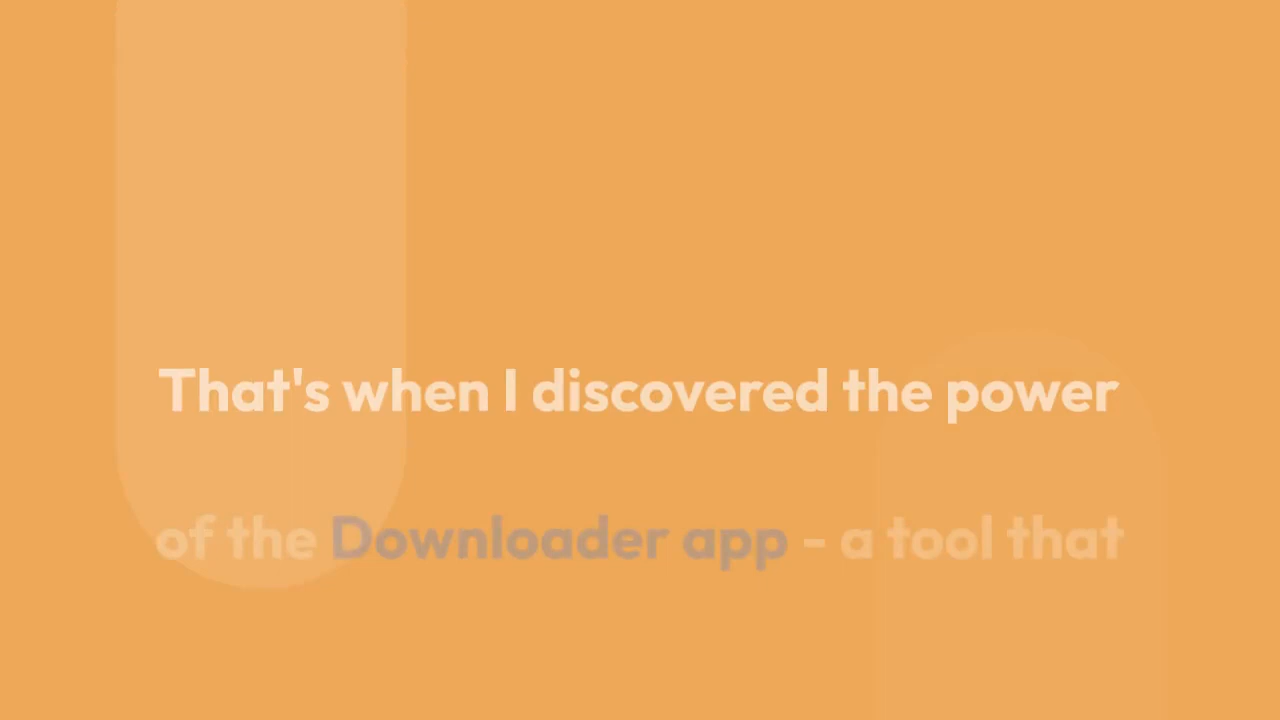 That's when I discovered the power
of the Downloader app - a tool that